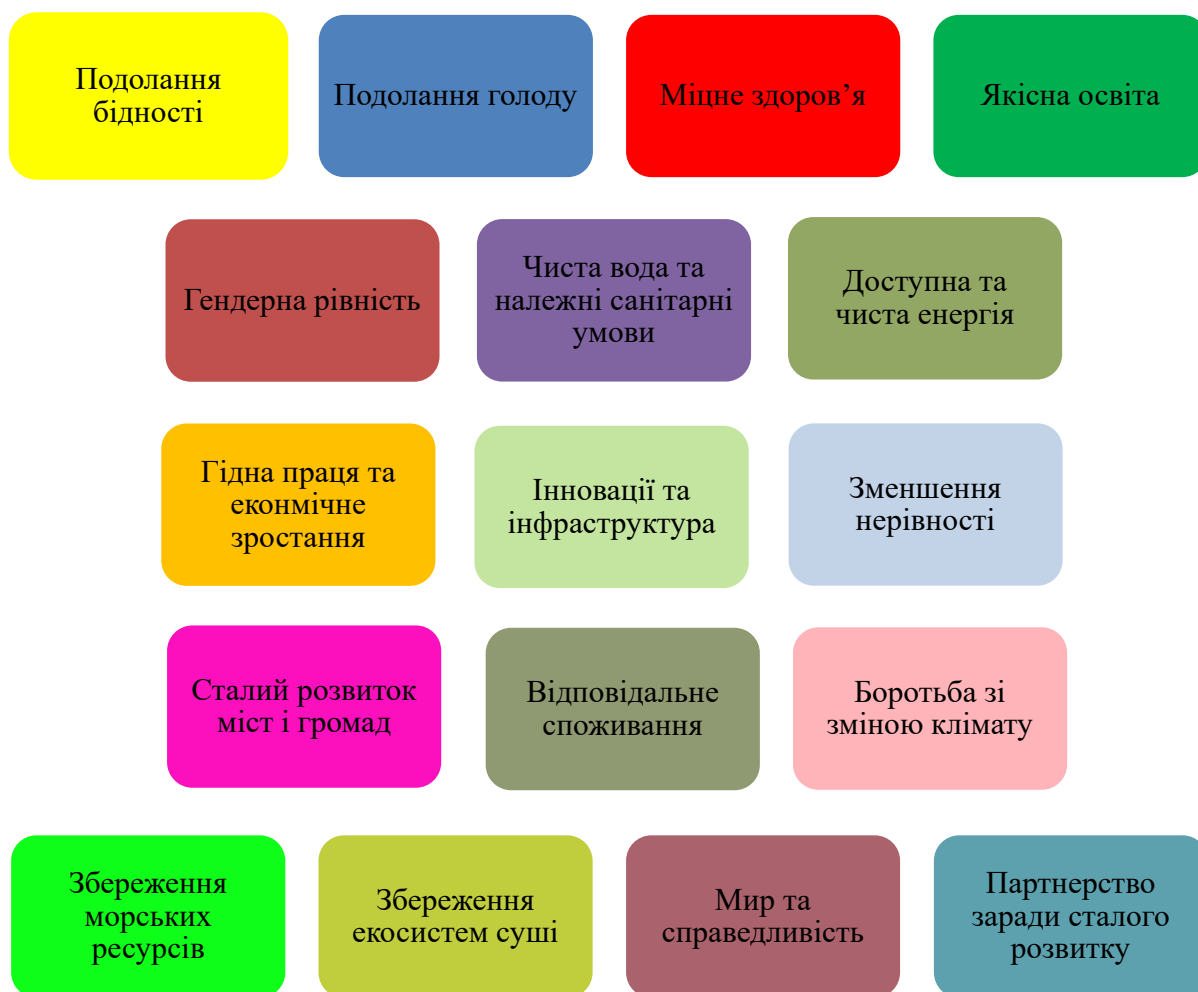 Подолання
бідності
Подолання голоду
Міцне здоров’я
Якісна освіта
Гендерна рівність
Чиста вода та
належні санітарні
умови
Доступна та
чиста енергія
Гідна праця та
еконмічне
зростання
Інновації та
інфраструктура
Зменшення
нерівності
Сталий розвиток
міст і громад
Відповідальне
споживання
Боротьба зі
зміною клімату
Збереження
морських
ресурсів
Збереження
екосистем суші
Мир та
справедливість
Партнерство
заради сталого
розвитку